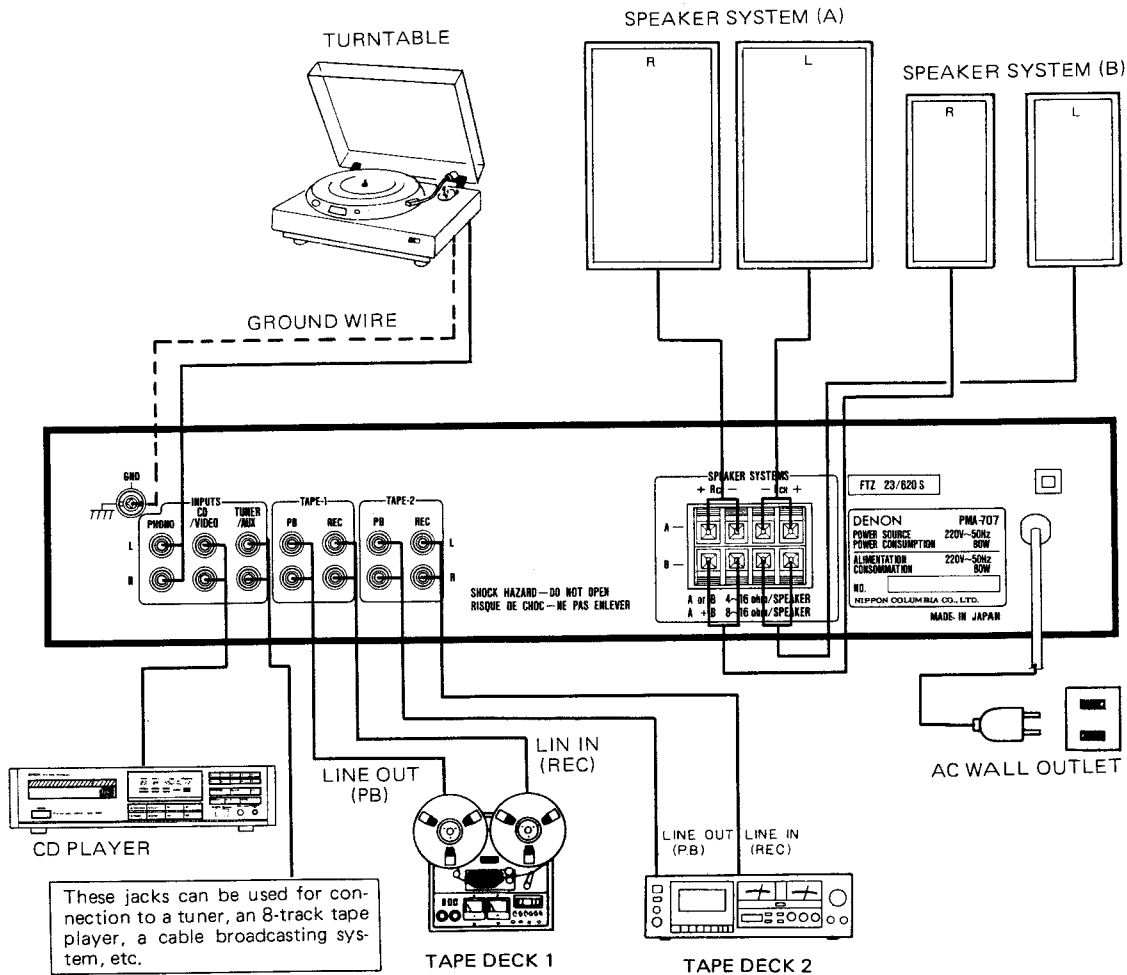 SPEAKER SYSTEM (A)
TURNTABLE
R
L
SPEAKER SYSTEM (B)
R
L
GROUND WIRE
GND
INPUTS
PHONO
CD
/VIDEO
TUNER
/AUX
TAPE-1
PB
REC
TAPE-2
PB
REC
L
R
L
R
SHOCK HAZARD—DO NOT OPEN
RISQUE DE CHOC—NE PAS ENLEVER
SPEAKER SYSTEMS
+ RCH − − LCH +
A —
B —
A or B 4~16 ohm/SPEAKER
A + B 8~16 ohm/SPEAKER
FTZ 23/620 S
DENON PMA-707
POWER SOURCE 220V~50Hz
POWER CONSUMPTION 80W
ALIMENTATION 220V~50Hz
CONSOMMATION 80W
NO.
NIPPON COLUMBIA CO., LTD.
MADE IN JAPAN
AC WALL OUTLET
LINE OUT
(PB)
LIN IN
(REC)
LINE OUT
(P.B)
LINE IN
(REC)
CD PLAYER
These jacks can be used for con-
nection to a tuner, an 8-track tape
player, a cable broadcasting sys-
tem, etc.
TAPE DECK 1
TAPE DECK 2